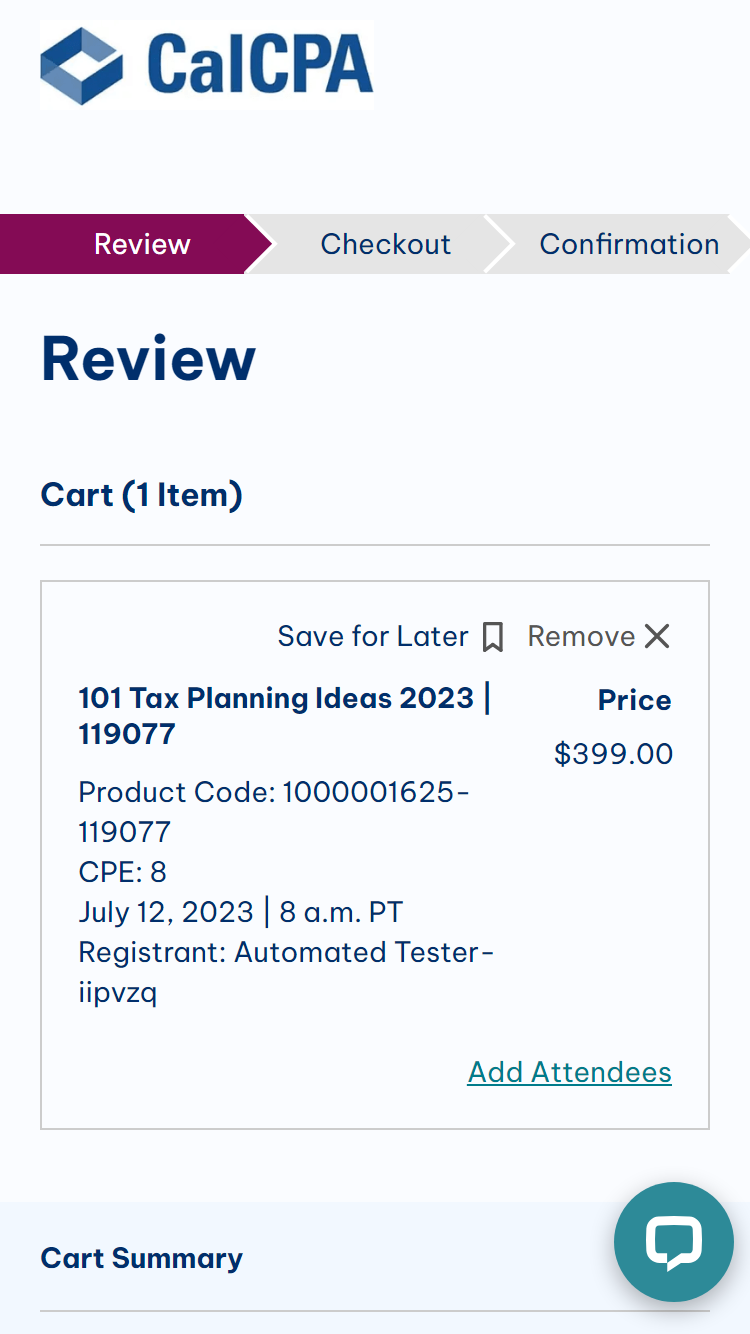 CalCPA
Review
Checkout
Confirmation
Review
Cart (1 Item)
Save for Later
Remove
101 Tax Planning Ideas 2023 |
119077
Price
$399.00
Product Code: 1000001625-
119077
CPE: 8
July 12, 2023 | 8 a.m. PT
Registrant: Automated Tester-
iipvzq
Add Attendees
Cart Summary